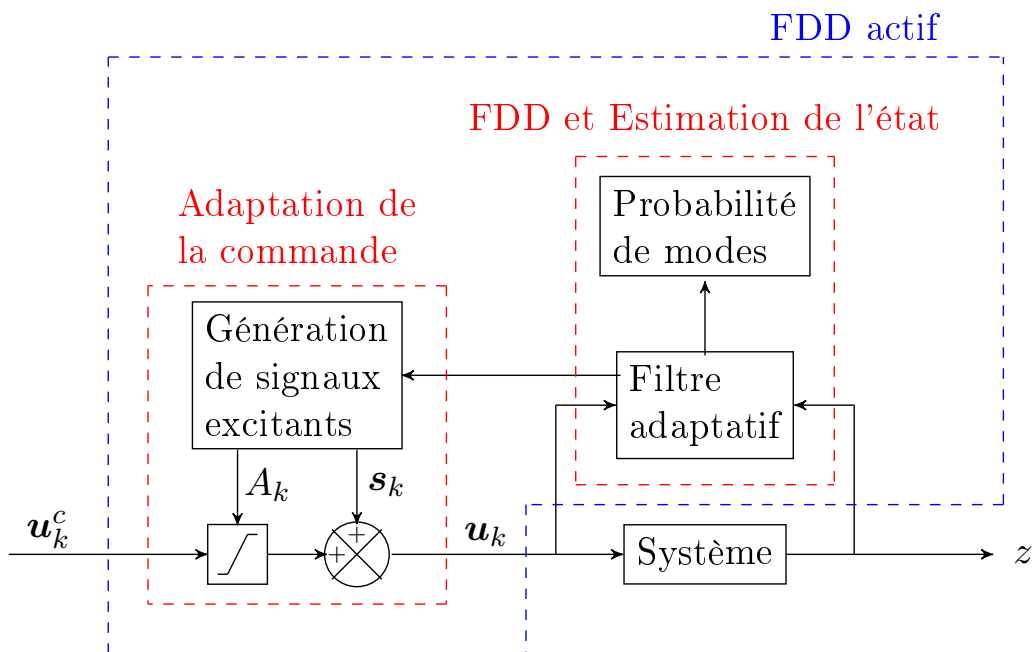 FDD actif
FDD et Estimation de l'état
Adaptation de
la commande
Probabilité
de modes
Génération
de signaux
excitants
Filtre
adaptatif
A_k
s_k
u_k^c
+
+
u_k
Système
z